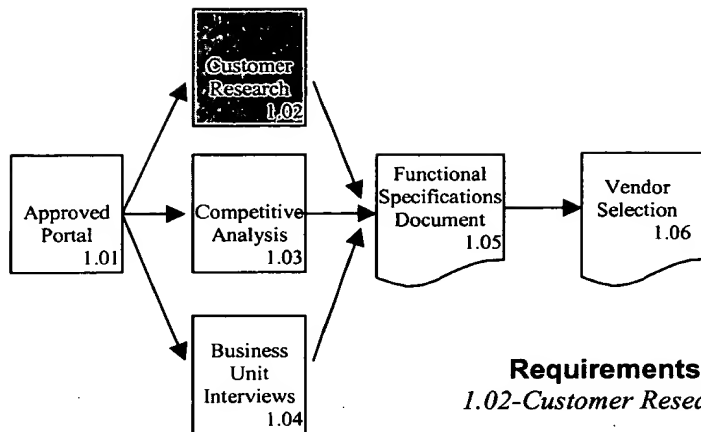 Customer
Research
1.02
Approved
Portal
1.01
Competitive
Analysis
1.03
Functional
Specifications
Document
1.05
Vendor
Selection
1.06
Business
Unit
Interviews
1.04
Requirements
1.02-Customer